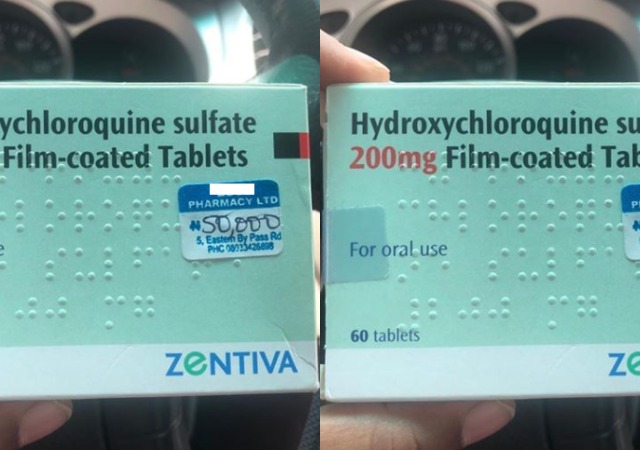 ychloroquine sulfate
Film-coated Tablets
PHARMACY LTD
₦50,000
5, Eastern By Pass Rd
e
ZENTIVA
Hydroxychloroquine su
200mg Film-coated Tab
For oral use
60 tablets
ZE